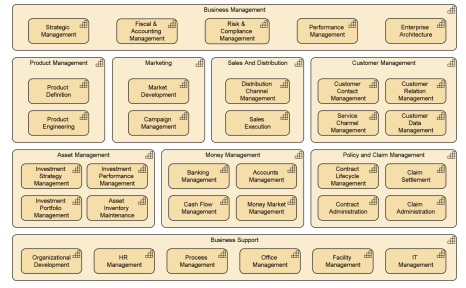 Business Management
Strategic
Management
Fiscal &
Accounting
Management
Risk &
Compliance
Management
Performance
Management
Enterprise
Architecture
Product Management
Product
Definition
Product
Engineering
Marketing
Market
Development
Campaign
Management
Sales And Distribution
Distribution
Channel
Management
Sales
Execution
Customer Management
Customer
Contact
Management
Customer
Relation
Management
Service
Channel
Management
Customer
Data
Management
Asset Management
Investment
Strategy
Management
Investment
Performance
Management
Investment
Portfolio
Management
Asset
Inventory
Maintenance
Money Management
Banking
Management
Accounts
Management
Cash Flow
Management
Money Market
Management
Policy and Claim Management
Contract
Lifecycle
Management
Claim
Settlement
Contract
Administration
Claim
Administration
Business Support
Organizational
Development
HR
Management
Process
Management
Office
Management
Facility
Management
IT
Management